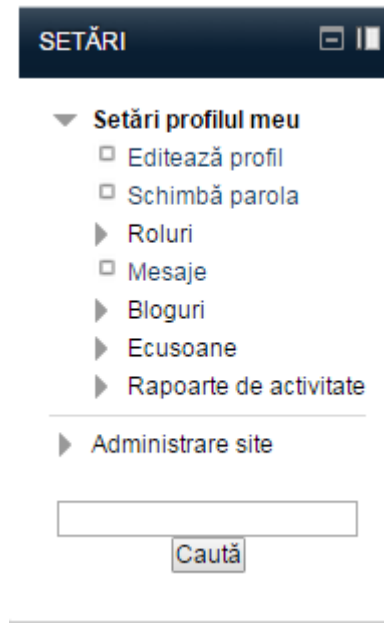 SETĂRI
Setări profilul meu
Editează profil
Schimbă parola
Roluri
Mesaje
Bloguri
Ecusoane
Rapoarte de activitate
Administrare site
Caută